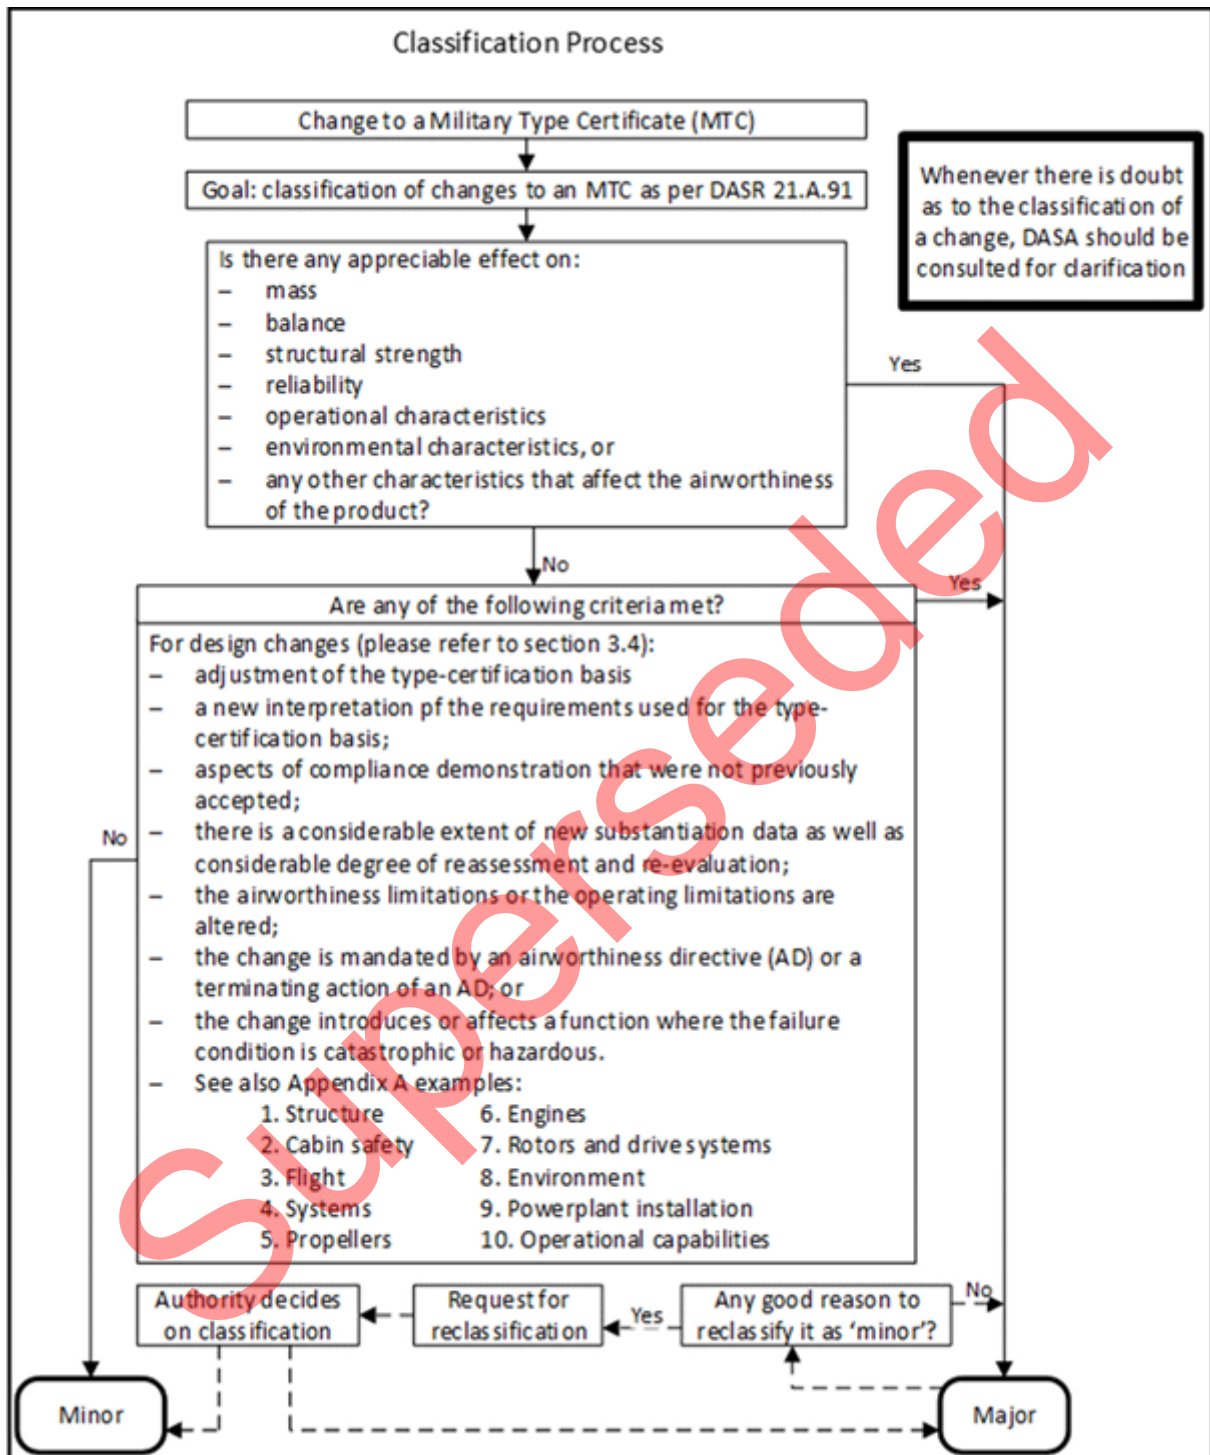 Classification Process
Change to a Military Type Certificate (MTC)
Goal: classification of changes to an MTC as per DASR 21.A.91
Whenever there is doubt
as to the classification of
a change, DASA should be
consulted for clarification
Is there any appreciable effect on:
– mass
– balance
– structural strength
– reliability
– operational characteristics
– environmental characteristics, or
– any other characteristics that affect the airworthiness
of the product?
Yes
No
Are any of the following criteria met?
Yes
For design changes (please refer to section 3.4):
– adjustment of the type-certification basis
– a new interpretation pf the requirements used for the type-
certification basis;
– aspects of compliance demonstration that were not previously
accepted;
– there is a considerable extent of new substantiation data as well as
considerable degree of reassessment and re-evaluation;
– the airworthiness limitations or the operating limitations are
altered;
– the change is mandated by an airworthiness directive (AD) or a
terminating action of an AD; or
– the change introduces or affects a function where the failure
condition is catastrophic or hazardous.
– See also Appendix A examples:
1. Structure
2. Cabin safety
3. Flight
4. Systems
5. Propellers
6. Engines
7. Rotors and drive systems
8. Environment
9. Powerplant installation
10. Operational capabilities
No
Authority decides
on classification
Request for
reclassification
Yes
Any good reason to
reclassify it as ‘minor’?
No
Minor
Major
Superseded